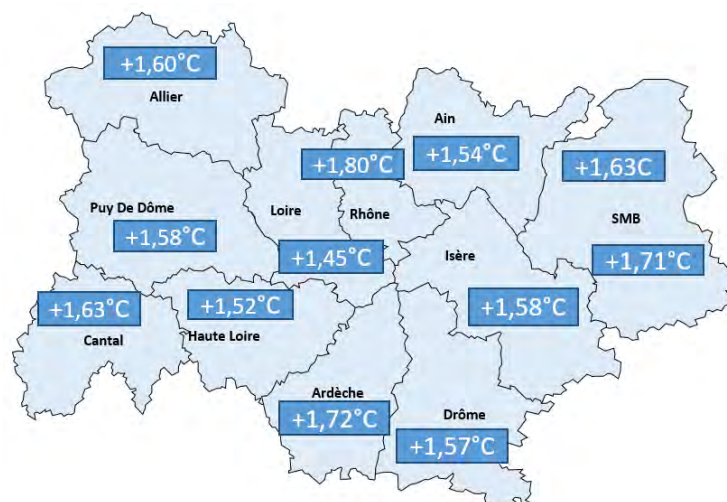 +1,60°C
Allier
Ain
+1,80°C
+1,54°C
+1,63C
Puy De Dôme
Loire
Rhône
SMB
+1,58°C
+1,45°C
Isère
+1,71°C
+1,63°C
+1,52°C
+1,58°C
Cantal
Haute Loire
Ardèche
+1,72°C
Drôme
+1,57°C